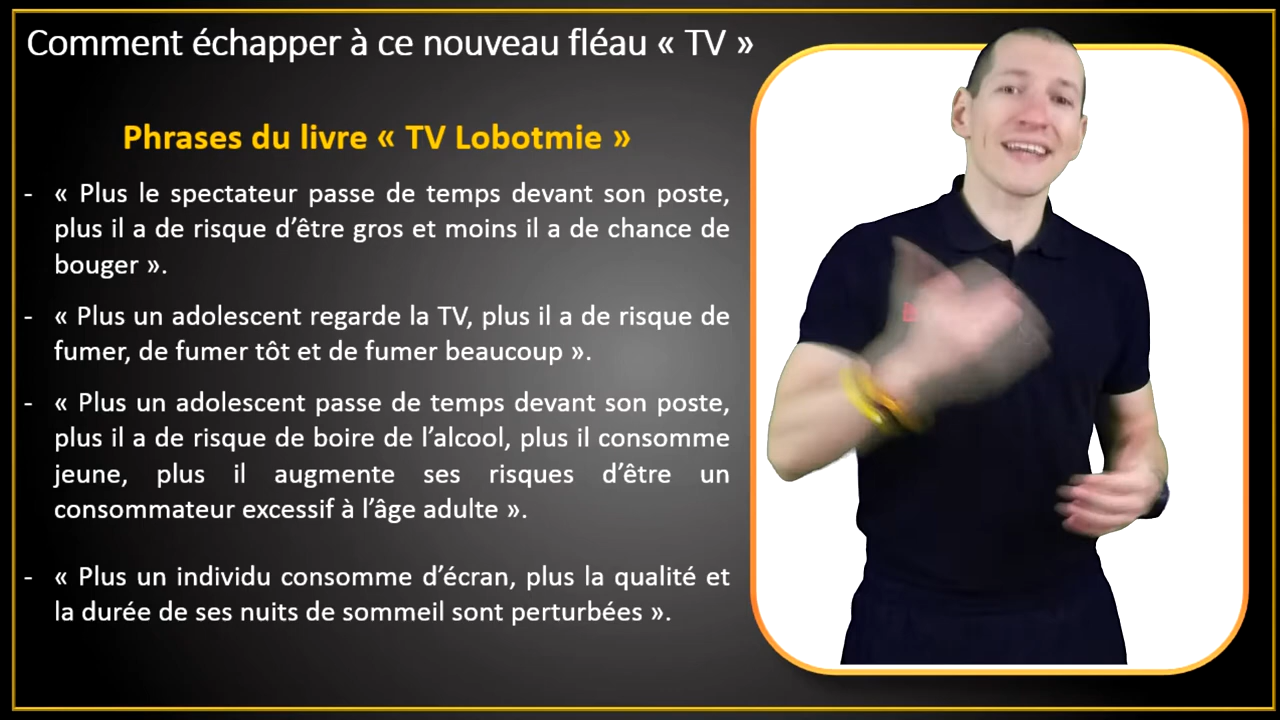 Comment échapper à ce nouveau fléau « TV »
Phrases du livre « TV Lobotmie »
- « Plus le spectateur passe de temps devant son poste,
plus il a de risque d’être gros et moins il a de chance de
bouger ».
- « Plus un adolescent regarde la TV, plus il a de risque de
fumer, de fumer tôt et de fumer beaucoup ».
- « Plus un adolescent passe de temps devant son poste,
plus il a de risque de boire de l’alcool, plus il consomme
jeune, plus il augmente ses risques d’être un
consommateur excessif à l’âge adulte ».
- « Plus un individu consomme d’écran, plus la qualité et
la durée de ses nuits de sommeil sont perturbées ».